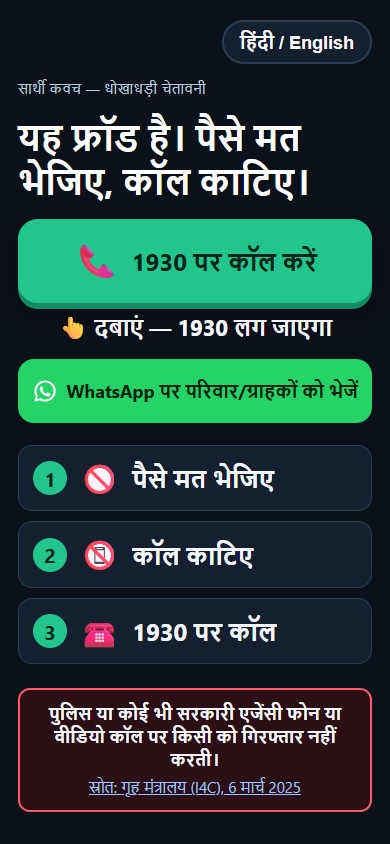 हिंदी / English
सार्थी कवच — धोखाधड़ी चेतावनी
यह फ्रॉड है। पैसे मत
भेजिए, कॉल काटिए।
1930 पर कॉल करें
दबाएं — 1930 लग जाएगा
WhatsApp पर परिवार/ग्राहकों को भेजें
1 पैसे मत भेजिए
2 कॉल काटिए
3 1930 पर कॉल
पुलिस या कोई भी सरकारी एजेंसी फोन या
वीडियो कॉल पर किसी को गिरफ्तार नहीं
करती।
स्रोत: गृह मंत्रालय (I4C), 6 मार्च 2025